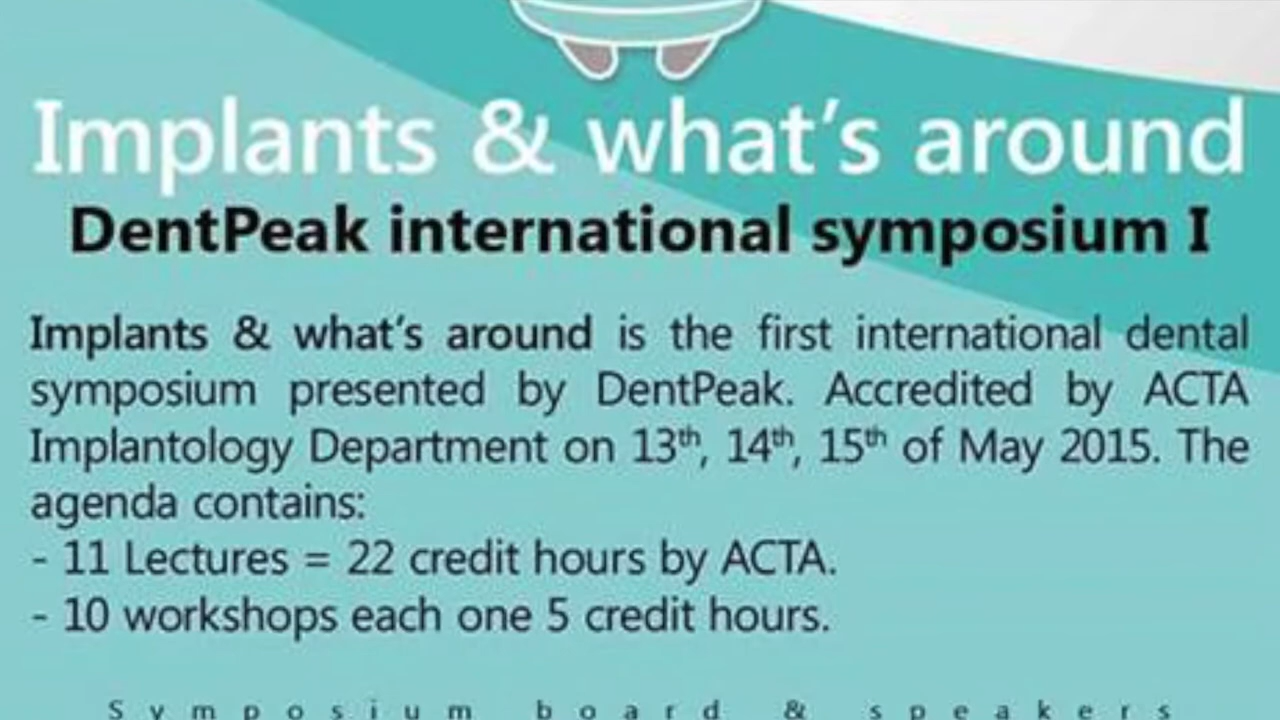 Implants & what's around
DentPeak international symposium I
Implants & what's around is the first international dental
symposium presented by DentPeak. Accredited by ACTA
Implantology Department on 13th, 14th, 15th of May 2015. The
agenda contains:
- 11 Lectures = 22 credit hours by ACTA.
- 10 workshops each one 5 credit hours.
Symposium board & speakers